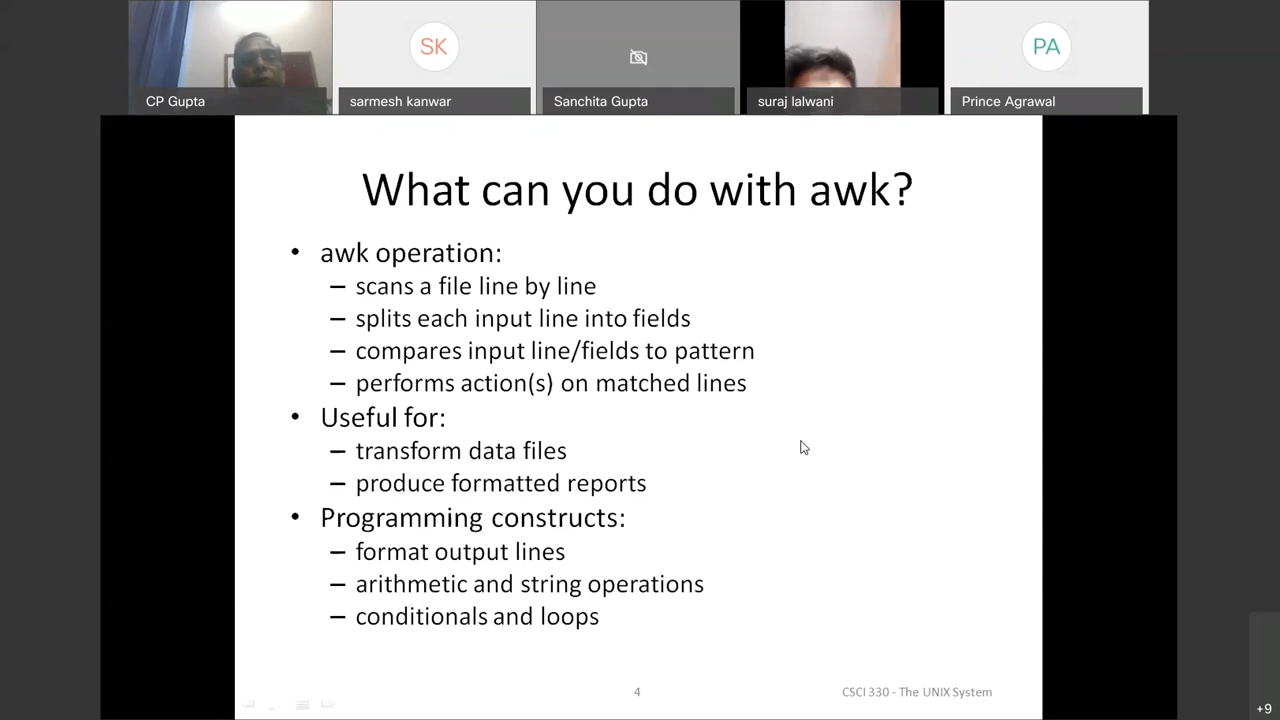 SK
PA
CP Gupta
sarmesh kanwar
Sanchita Gupta
suraj lalwani
Prince Agrawal
What can you do with awk?
• awk operation:
– scans a file line by line
– splits each input line into fields
– compares input line/fields to pattern
– performs action(s) on matched lines
• Useful for:
– transform data files
– produce formatted reports
• Programming constructs:
– format output lines
– arithmetic and string operations
– conditionals and loops
4
CSCI 330 - The UNIX System
+9